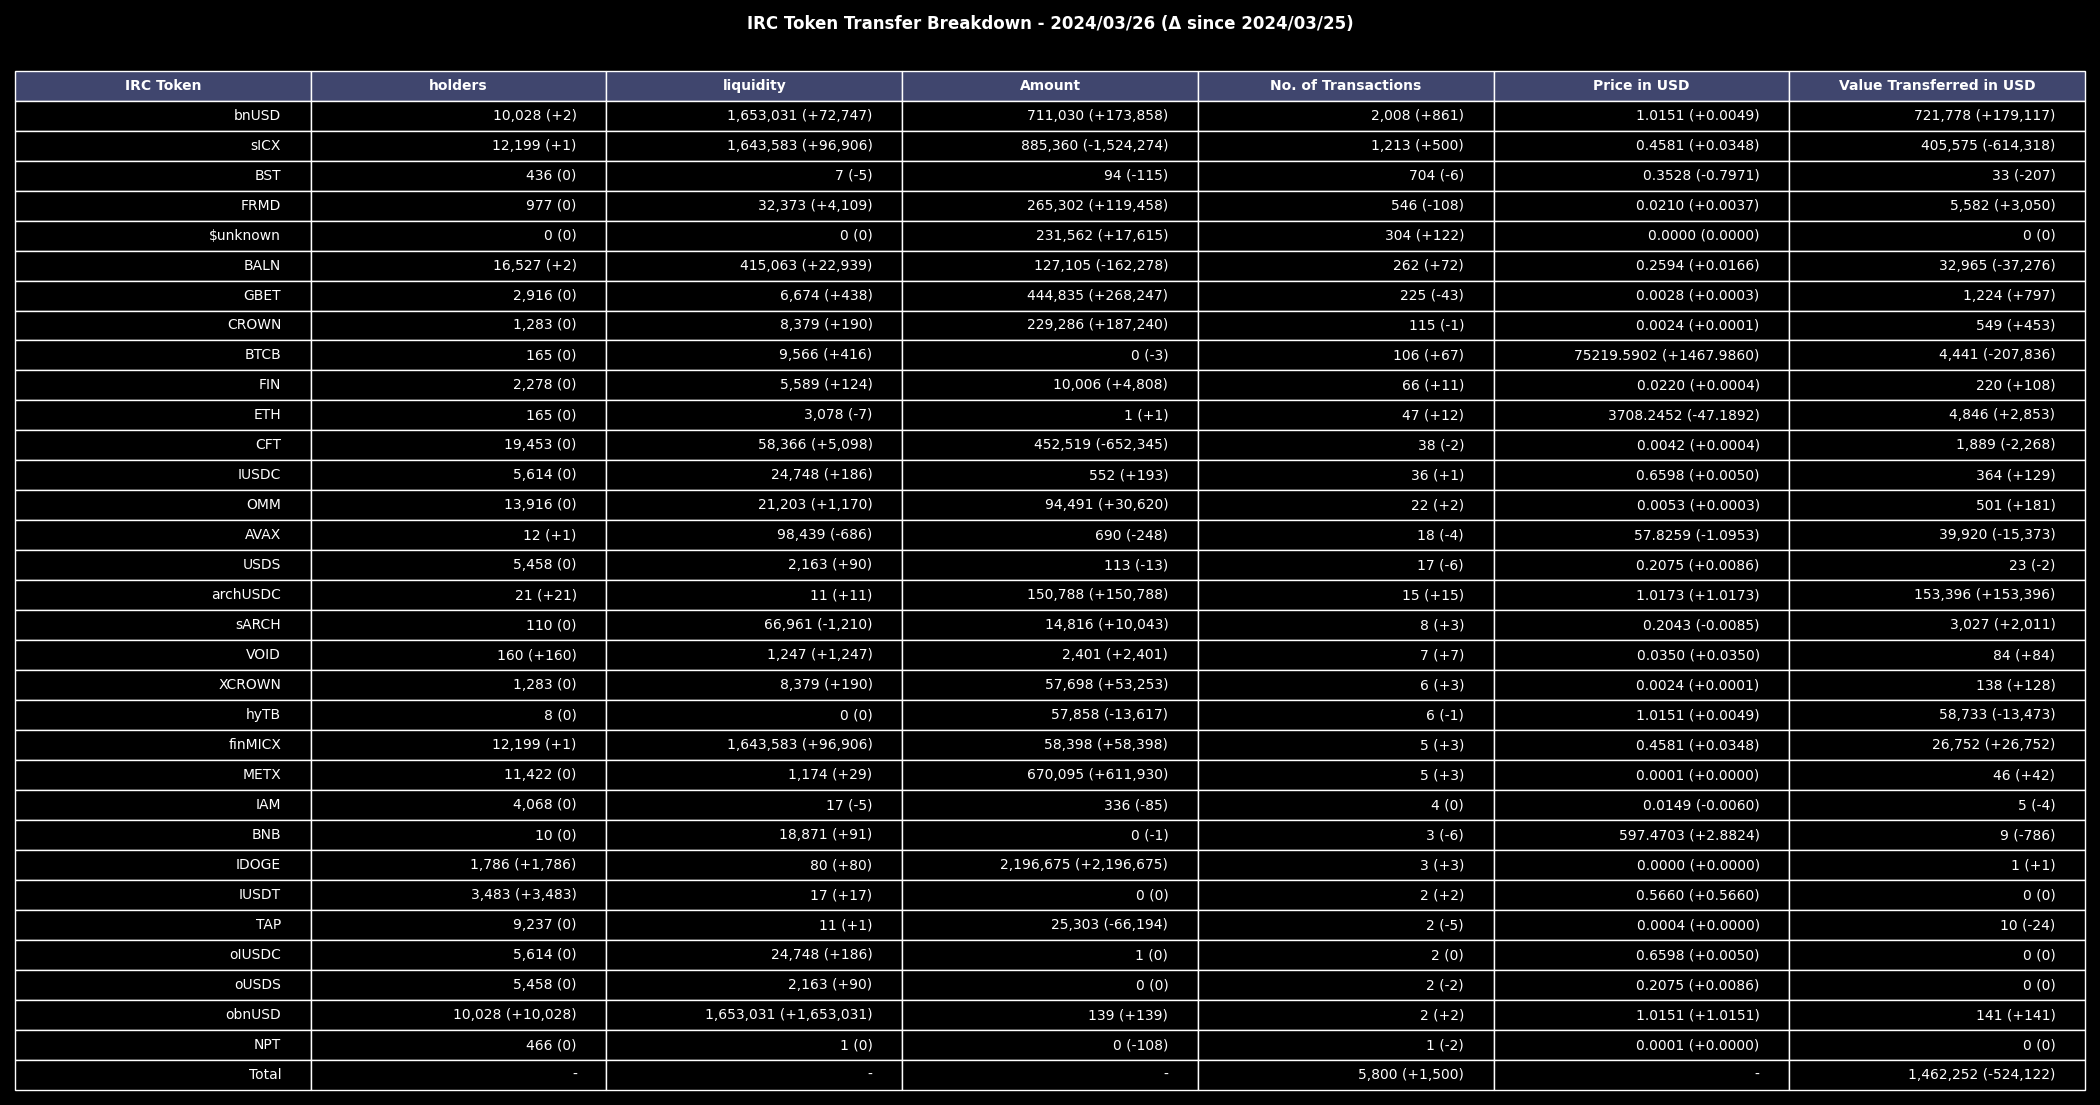 IRC Token Transfer Breakdown - 2024/03/26 (Δ since 2024/03/25)
IRC Token holders liquidity Amount No. of Transactions Price in USD Value Transferred in USD
bnUSD 10,028 (+2) 1,653,031 (+72,747) 711,030 (+173,858) 2,008 (+861) 1.0151 (+0.0049) 721,778 (+179,117)
sICX 12,199 (+1) 1,643,583 (+96,906) 885,360 (-1,524,274) 1,213 (+500) 0.4581 (+0.0348) 405,575 (-614,318)
BST 436 (0) 7 (-5) 94 (-115) 704 (-6) 0.3528 (-0.7971) 33 (-207)
FRMD 977 (0) 32,373 (+4,109) 265,302 (+119,458) 546 (-108) 0.0210 (+0.0037) 5,582 (+3,050)
$unknown 0 (0) 0 (0) 231,562 (+17,615) 304 (+122) 0.0000 (0.0000) 0 (0)
BALN 16,527 (+2) 415,063 (+22,939) 127,105 (-162,278) 262 (+72) 0.2594 (+0.0166) 32,965 (-37,276)
GBET 2,916 (0) 6,674 (+438) 444,835 (+268,247) 225 (-43) 0.0028 (+0.0003) 1,224 (+797)
CROWN 1,283 (0) 8,379 (+190) 229,286 (+187,240) 115 (-1) 0.0024 (+0.0001) 549 (+453)
BTCB 165 (0) 9,566 (+416) 0 (-3) 106 (+67) 75219.5902 (+1467.9860) 4,441 (-207,836)
FIN 2,278 (0) 5,589 (+124) 10,006 (+4,808) 66 (+11) 0.0220 (+0.0004) 220 (+108)
ETH 165 (0) 3,078 (-7) 1 (+1) 47 (+12) 3708.2452 (-47.1892) 4,846 (+2,853)
CFT 19,453 (0) 58,366 (+5,098) 452,519 (-652,345) 38 (-2) 0.0042 (+0.0004) 1,889 (-2,268)
IUSDC 5,614 (0) 24,748 (+186) 552 (+193) 36 (+1) 0.6598 (+0.0050) 364 (+129)
OMM 13,916 (0) 21,203 (+1,170) 94,491 (+30,620) 22 (+2) 0.0053 (+0.0003) 501 (+181)
AVAX 12 (+1) 98,439 (-686) 690 (-248) 18 (-4) 57.8259 (-1.0953) 39,920 (-15,373)
USDS 5,458 (0) 2,163 (+90) 113 (-13) 17 (-6) 0.2075 (+0.0086) 23 (-2)
archUSDC 21 (+21) 11 (+11) 150,788 (+150,788) 15 (+15) 1.0173 (+1.0173) 153,396 (+153,396)
sARCH 110 (0) 66,961 (-1,210) 14,816 (+10,043) 8 (+3) 0.2043 (-0.0085) 3,027 (+2,011)
VOID 160 (+160) 1,247 (+1,247) 2,401 (+2,401) 7 (+7) 0.0350 (+0.0350) 84 (+84)
XCROWN 1,283 (0) 8,379 (+190) 57,698 (+53,253) 6 (+3) 0.0024 (+0.0001) 138 (+128)
hyTB 8 (0) 0 (0) 57,858 (-13,617) 6 (-1) 1.0151 (+0.0049) 58,733 (-13,473)
finMICX 12,199 (+1) 1,643,583 (+96,906) 58,398 (+58,398) 5 (+3) 0.4581 (+0.0348) 26,752 (+26,752)
METX 11,422 (0) 1,174 (+29) 670,095 (+611,930) 5 (+3) 0.0001 (+0.0000) 46 (+42)
IAM 4,068 (0) 17 (-5) 336 (-85) 4 (0) 0.0149 (-0.0060) 5 (-4)
BNB 10 (0) 18,871 (+91) 0 (-1) 3 (-6) 597.4703 (+2.8824) 9 (-786)
IDOGE 1,786 (+1,786) 80 (+80) 2,196,675 (+2,196,675) 3 (+3) 0.0000 (+0.0000) 1 (+1)
IUSDT 3,483 (+3,483) 17 (+17) 0 (0) 2 (+2) 0.5660 (+0.5660) 0 (0)
TAP 9,237 (0) 11 (+1) 25,303 (-66,194) 2 (-5) 0.0004 (+0.0000) 10 (-24)
oIUSDC 5,614 (0) 24,748 (+186) 1 (0) 2 (0) 0.6598 (+0.0050) 0 (0)
oUSDS 5,458 (0) 2,163 (+90) 0 (0) 2 (-2) 0.2075 (+0.0086) 0 (0)
obnUSD 10,028 (+10,028) 1,653,031 (+1,653,031) 139 (+139) 2 (+2) 1.0151 (+1.0151) 141 (+141)
NPT 466 (0) 1 (0) 0 (-108) 1 (-2) 0.0001 (+0.0000) 0 (0)
Total - - - 5,800 (+1,500) - 1,462,252 (-524,122)